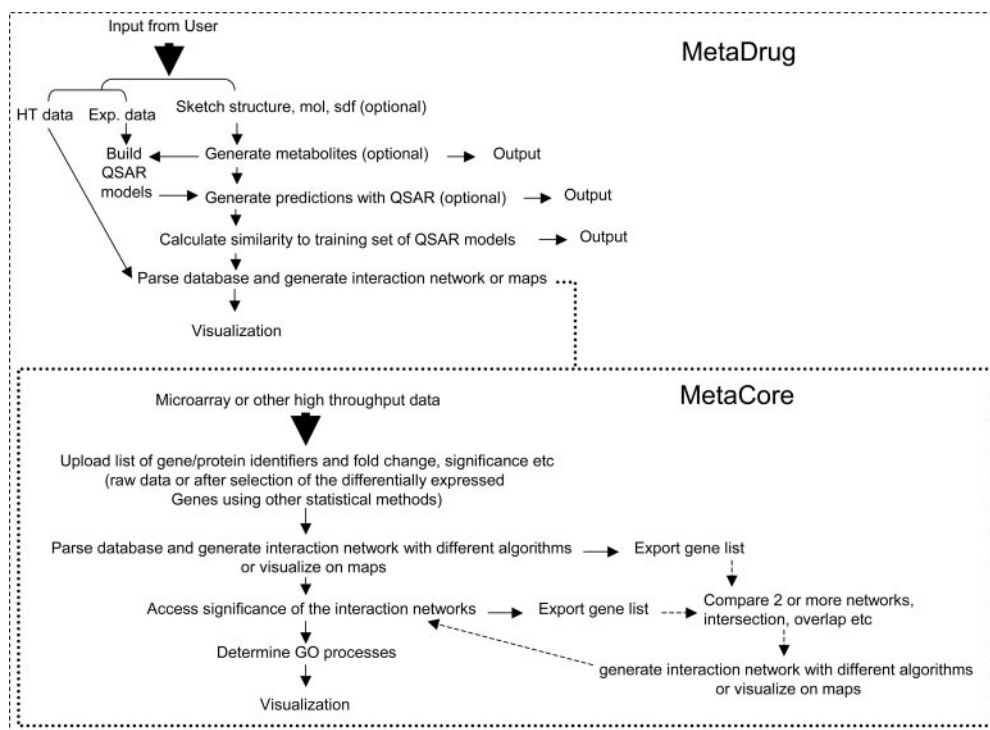 Input from User
MetaDrug
HT data
Exp. data
Sketch structure, mol, sdf (optional)
Build
QSAR
models
Generate metabolites (optional)
Output
Generate predictions with QSAR (optional)
Output
Calculate similarity to training set of QSAR models
Output
Parse database and generate interaction network or maps
Visualization
MetaCore
Microarray or other high throughput data
Upload list of gene/protein identifiers and fold change, significance etc
(raw data or after selection of the differentially expressed
Genes using other statistical methods)
Parse database and generate interaction network with different algorithms
or visualize on maps
Export gene list
Access significance of the interaction networks
Export gene list
Compare 2 or more networks,
intersection, overlap etc
Determine GO processes
generate interaction network with different algorithms
or visualize on maps
Visualization